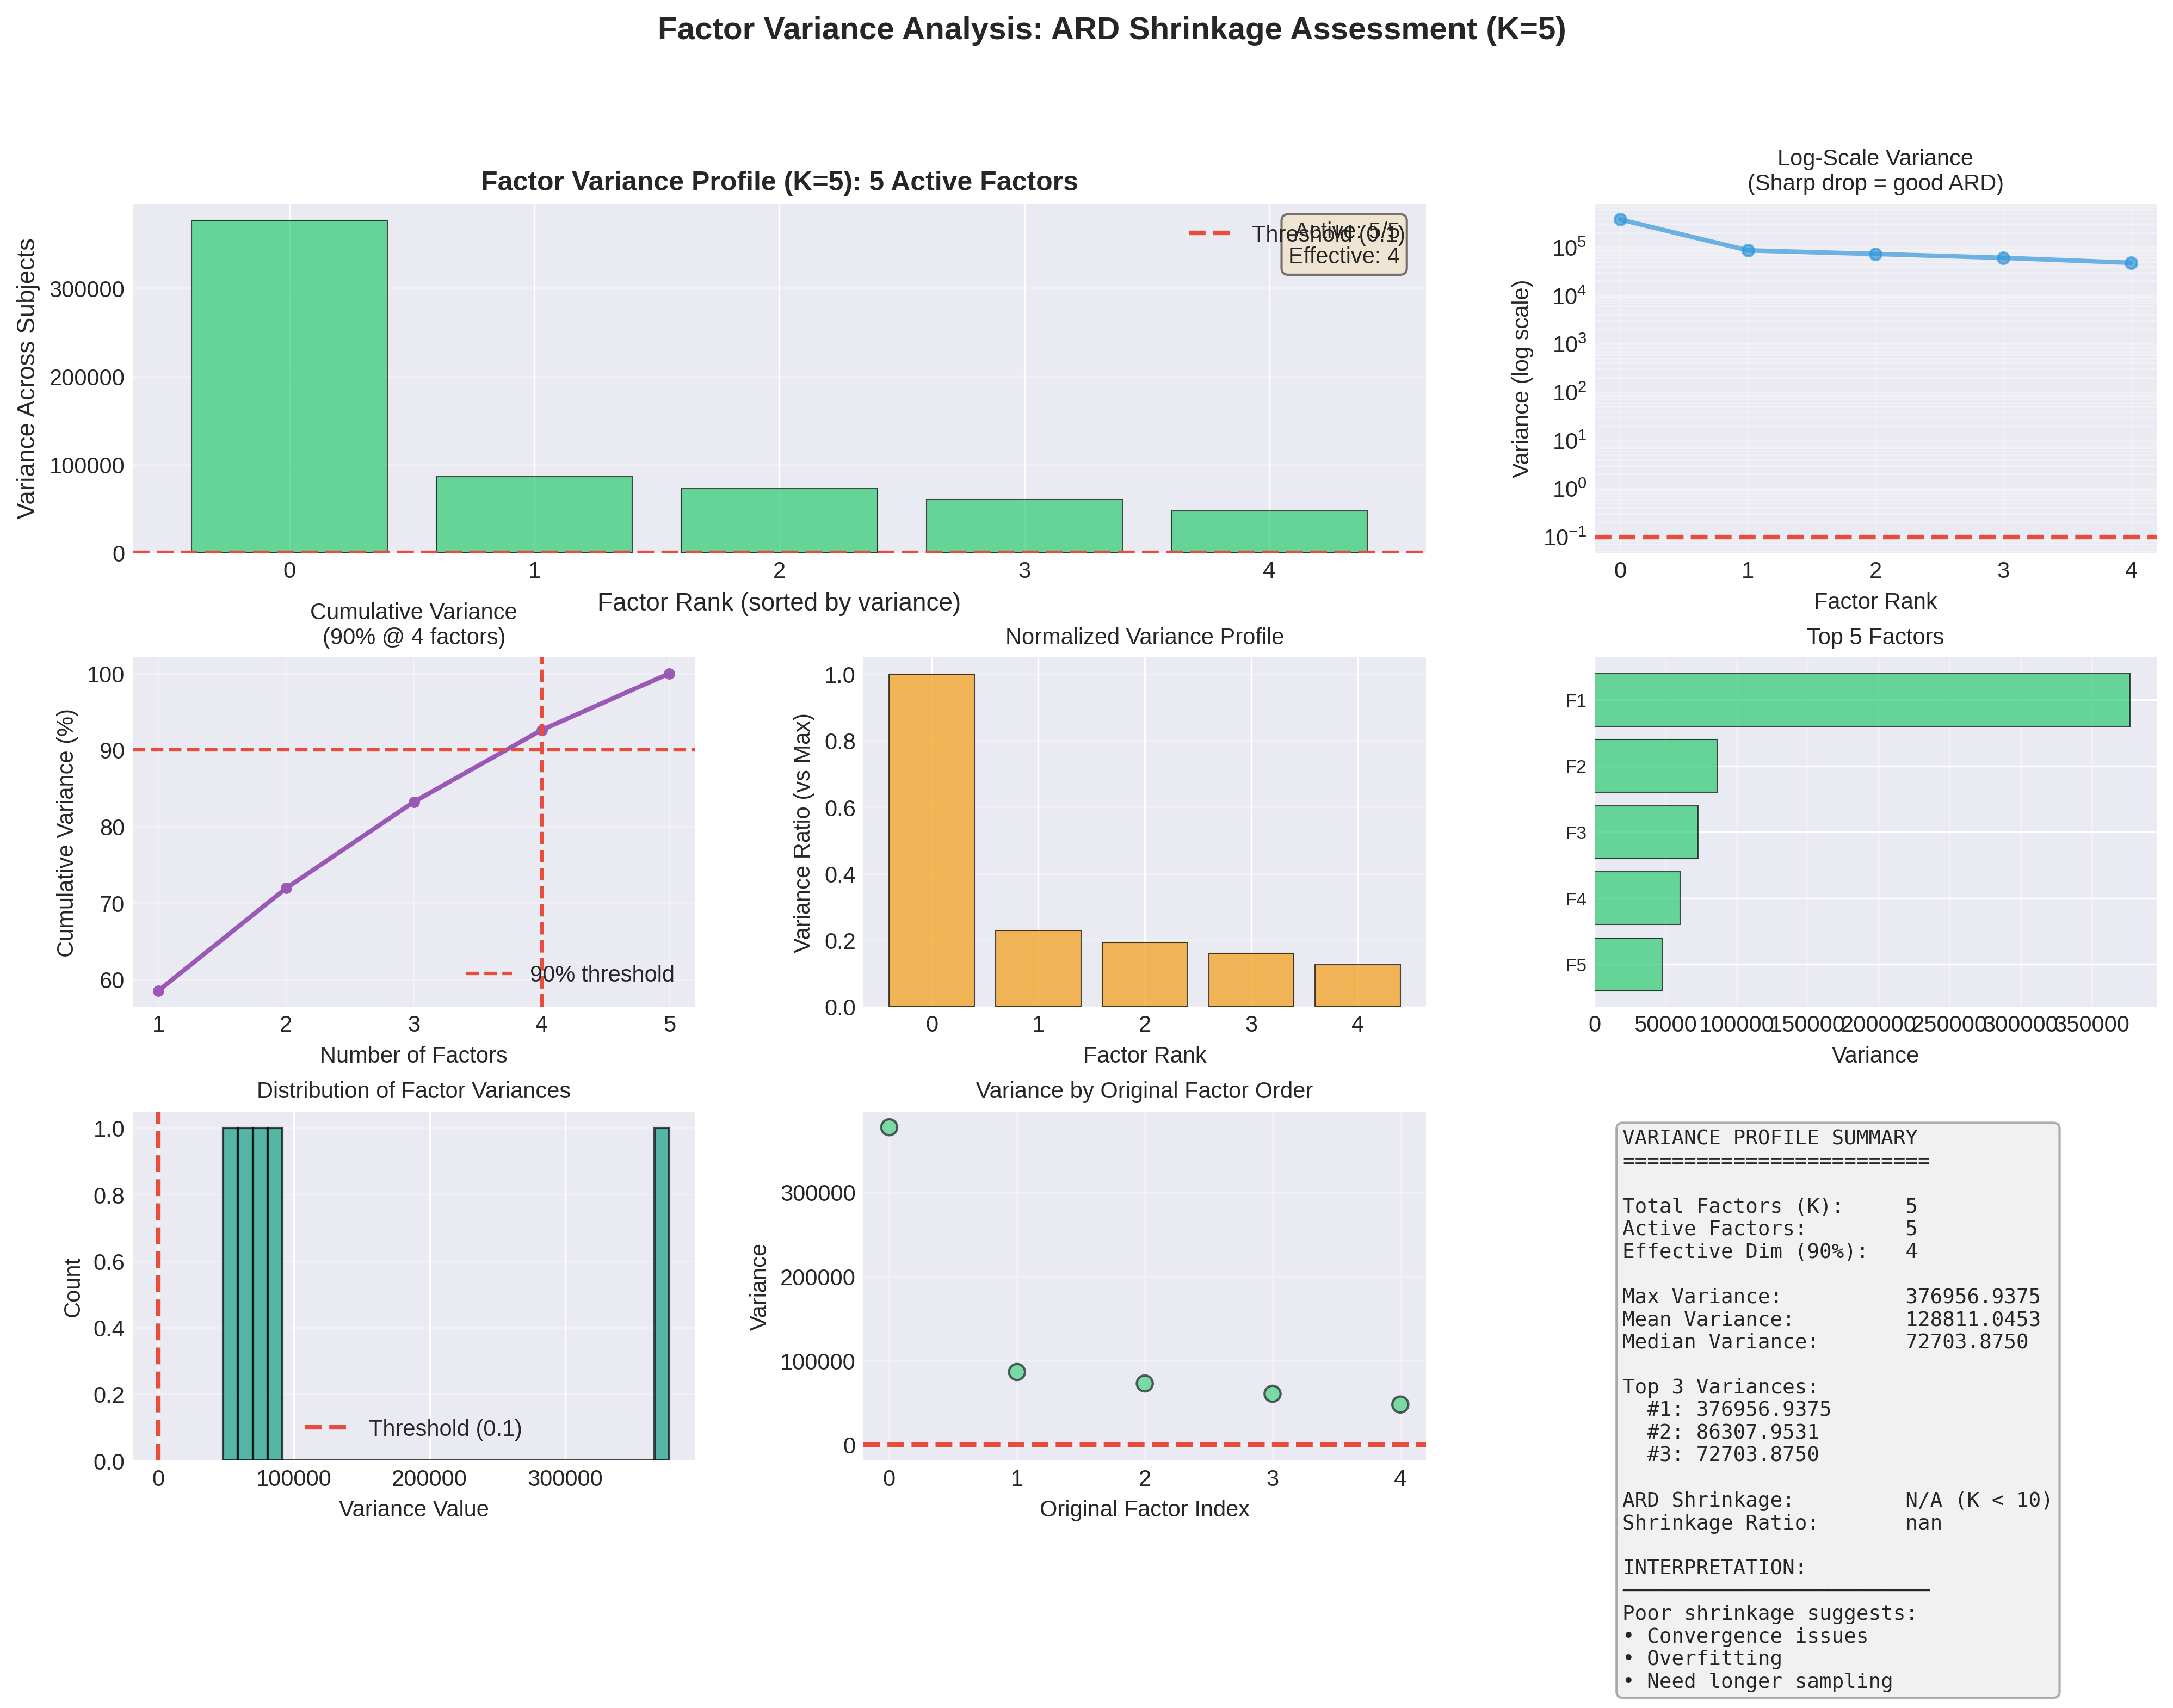 Factor Variance Analysis: ARD Shrinkage Assessment (K=5)
Factor Variance Profile (K=5): 5 Active Factors
Variance Across Subjects
300000
200000
100000
0
0 1 2 3 4
Factor Rank (sorted by variance)
Threshold (0.1)
Active: 5/5
Effective: 4
Log-Scale Variance
(Sharp drop = good ARD)
Variance (log scale)
10⁵
10⁴
10³
10²
10¹
10⁰
10⁻¹
0 1 2 3 4
Factor Rank
Cumulative Variance
(90% @ 4 factors)
Cumulative Variance (%)
100
90
80
70
60
90% threshold
1 2 3 4 5
Number of Factors
Normalized Variance Profile
Variance Ratio (vs Max)
1.0
0.8
0.6
0.4
0.2
0.0
0 1 2 3 4
Factor Rank
Top 5 Factors
F1
F2
F3
F4
F5
0 50000 100000 150000 200000 250000 300000 350000
Variance
Distribution of Factor Variances
Count
1.0
0.8
0.6
0.4
0.2
0.0
Threshold (0.1)
0 100000 200000 300000
Variance Value
Variance by Original Factor Order
Variance
300000
200000
100000
0
0 1 2 3 4
Original Factor Index
VARIANCE PROFILE SUMMARY
=========================
Total Factors (K): 5
Active Factors: 5
Effective Dim (90%): 4
Max Variance: 376956.9375
Mean Variance: 128811.0453
Median Variance: 72703.8750
Top 3 Variances:
#1: 376956.9375
#2: 86307.9531
#3: 72703.8750
ARD Shrinkage: N/A (K < 10)
Shrinkage Ratio: nan
INTERPRETATION:
─────────────────────────
Poor shrinkage suggests:
• Convergence issues
• Overfitting
• Need longer sampling